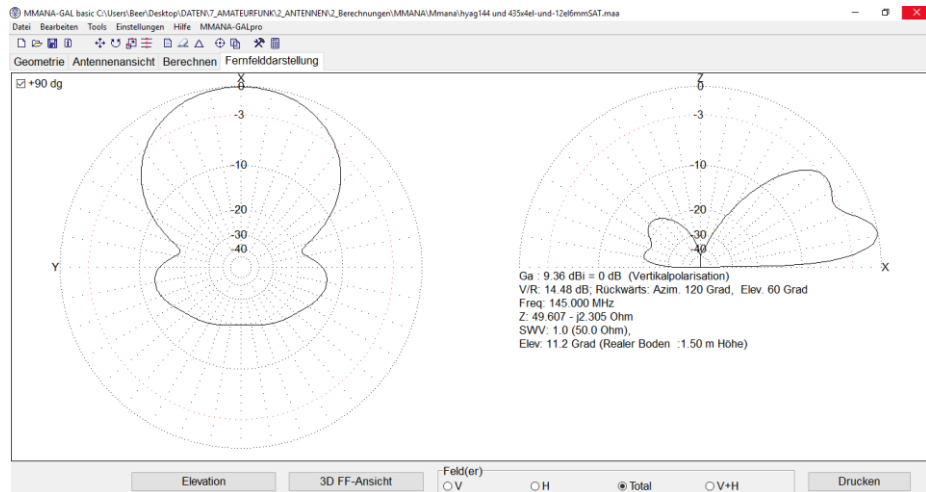 MMANA-GAL basic C:\Users\Beer\Desktop\DATEN\7_AMATEURFUNK\2_ANTENNEN\2_Berechnungen\MMANA\Mmana\hyag144 und 435x4el-und-12el6mmSAT.maa
Datei Bearbeiten Tools Einstellungen Hilfe MMANA-GALpro
Geometrie Antennenansicht Berechnen Fernfelddarstellung
+90 dg
X
0
-3
-10
-20
-30
-40
Y
Z
0
-3
-10
-20
-30
-40
X
Ga : 9.36 dBi = 0 dB (Vertikalpolarisation)
V/R: 14.48 dB; Rückwärts: Azim. 120 Grad, Elev. 60 Grad
Freq: 145.000 MHz
Z: 49.607 - j2.305 Ohm
SWV: 1.0 (50.0 Ohm),
Elev: 11.2 Grad (Realer Boden :1.50 m Höhe)
Elevation
3D FF-Ansicht
Feld(er)
V H Total V+H
Drucken